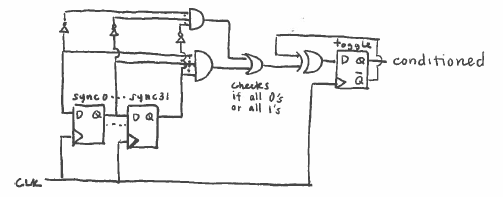 toggle
D Q
Q̅
conditioned
checks
if all 0's
or all 1's
sync0 ···· sync31
D Q
D Q
CLK